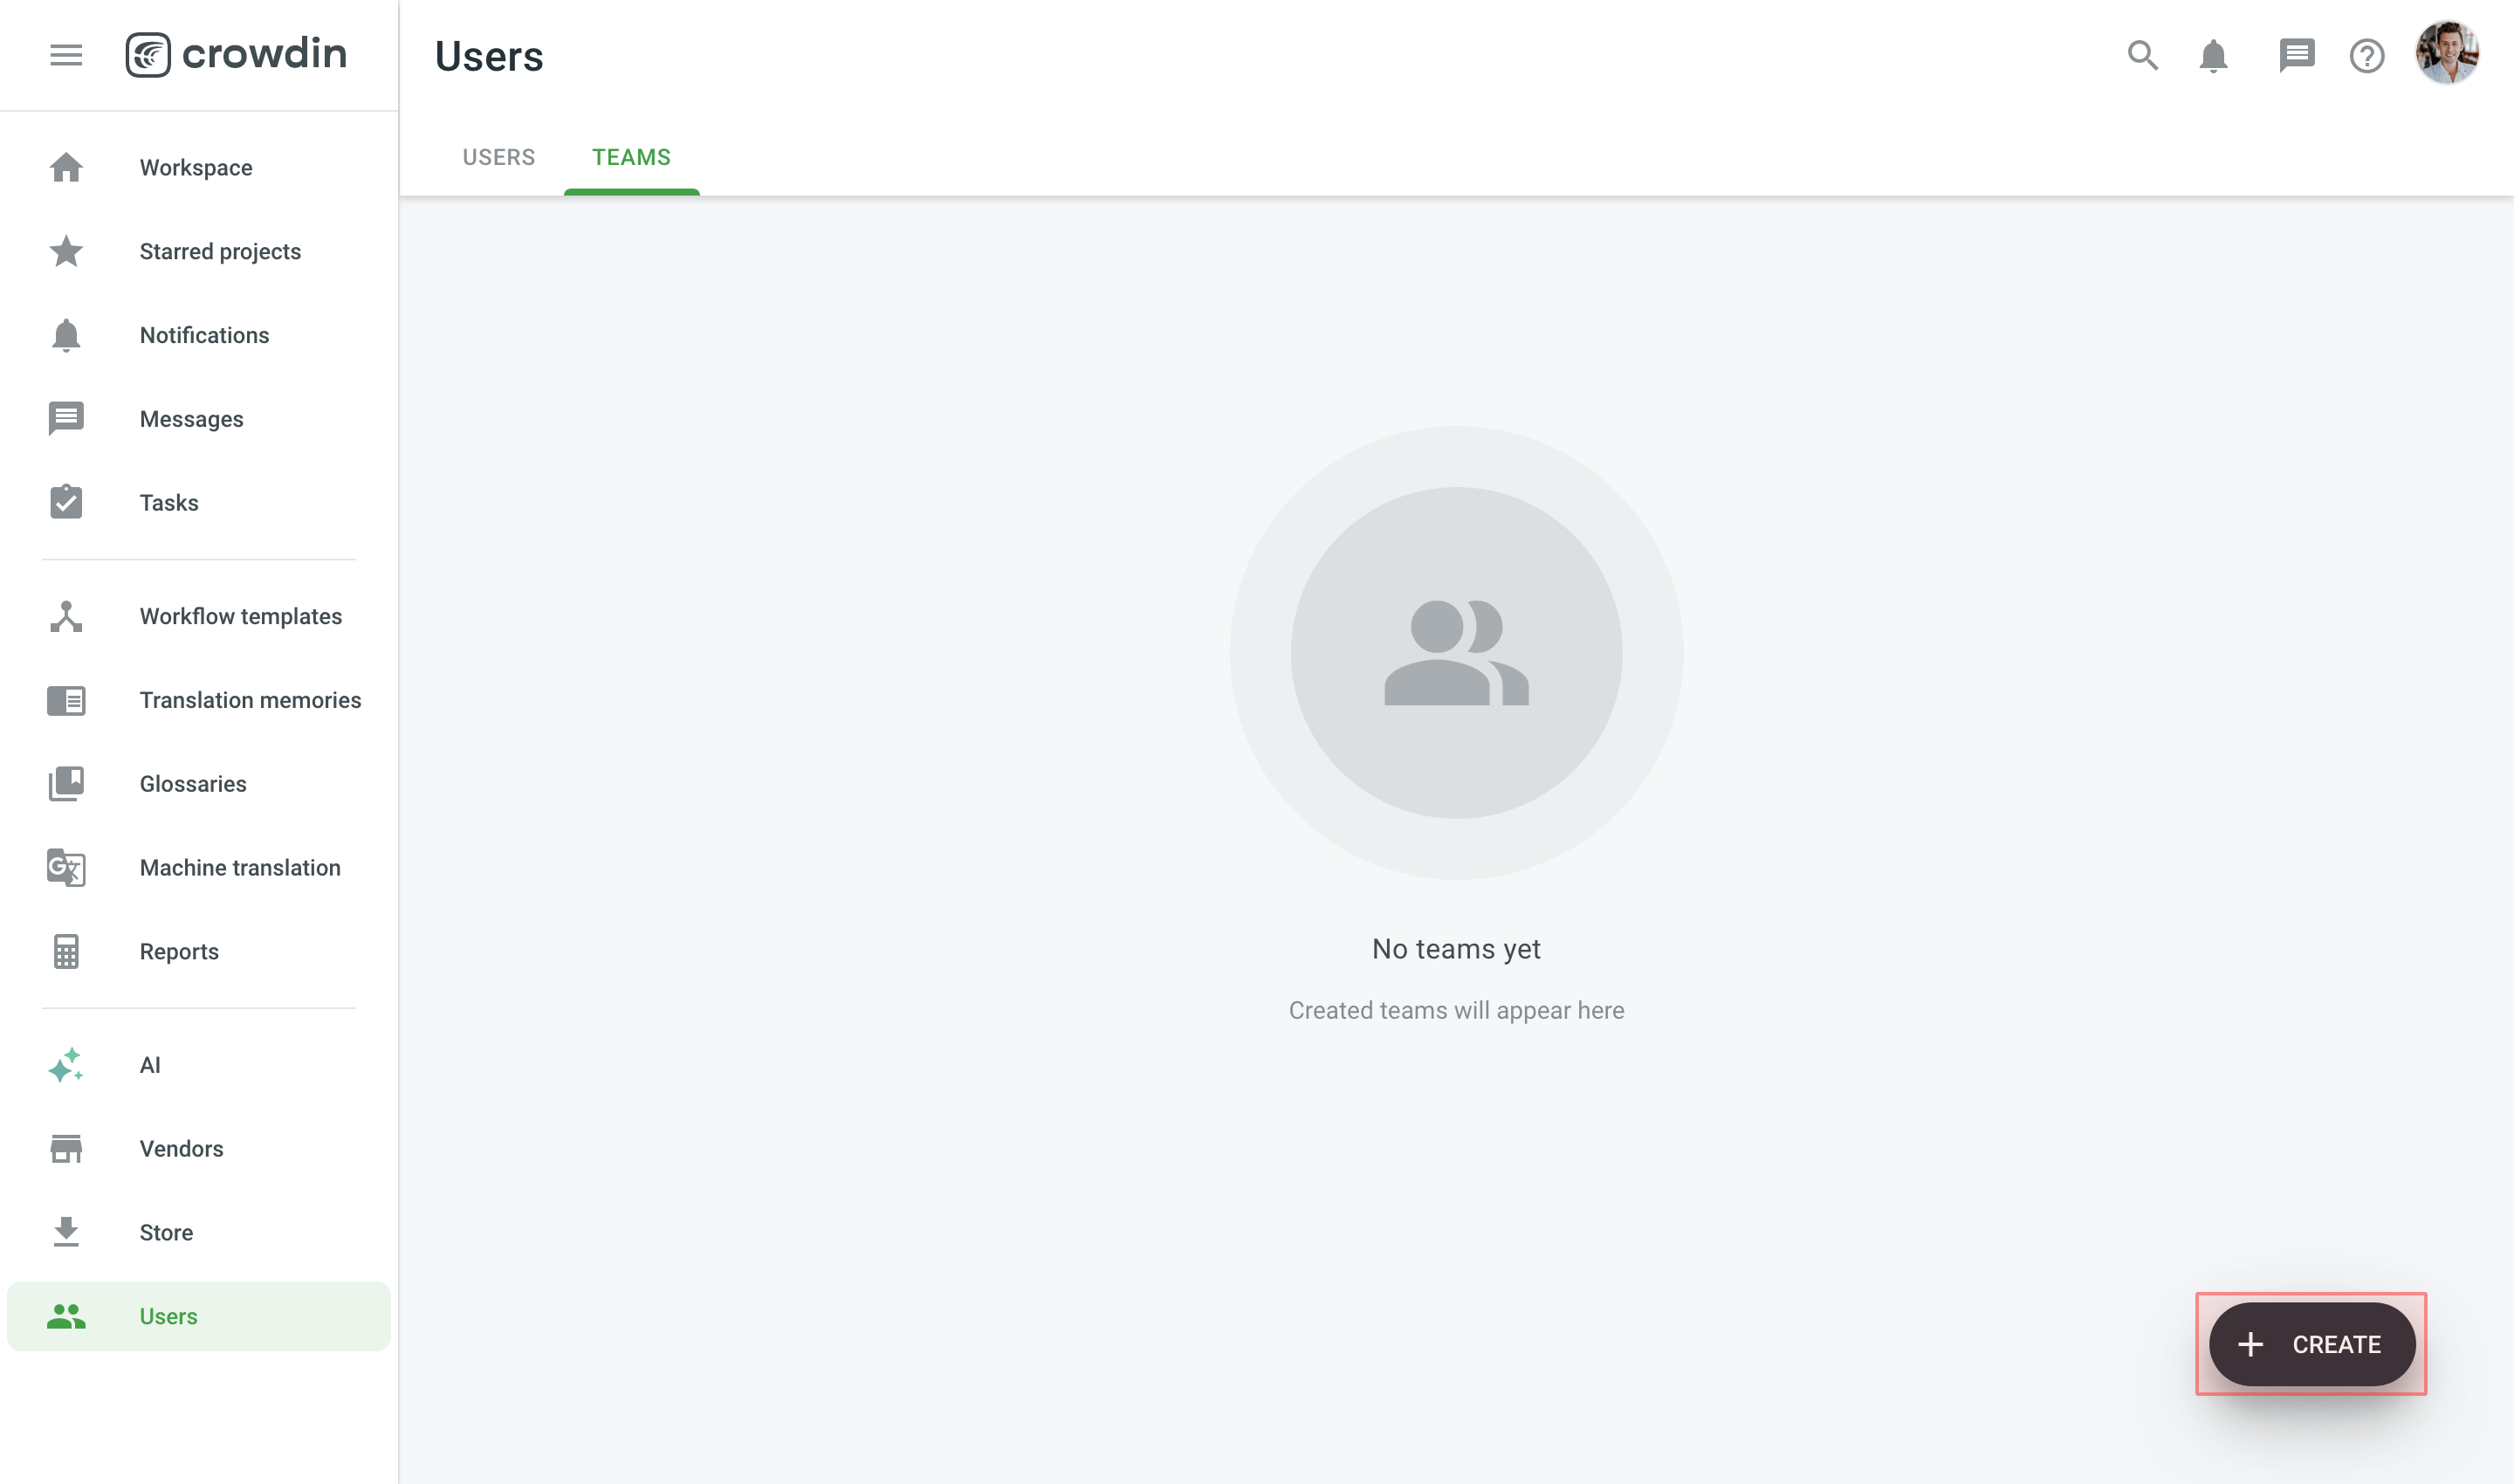 crowdin
Users
USERS
TEAMS
Workspace
Starred projects
Notifications
Messages
Tasks
Workflow templates
Translation memories
Glossaries
Machine translation
Reports
AI
Vendors
Store
Users
No teams yet
Created teams will appear here
CREATE